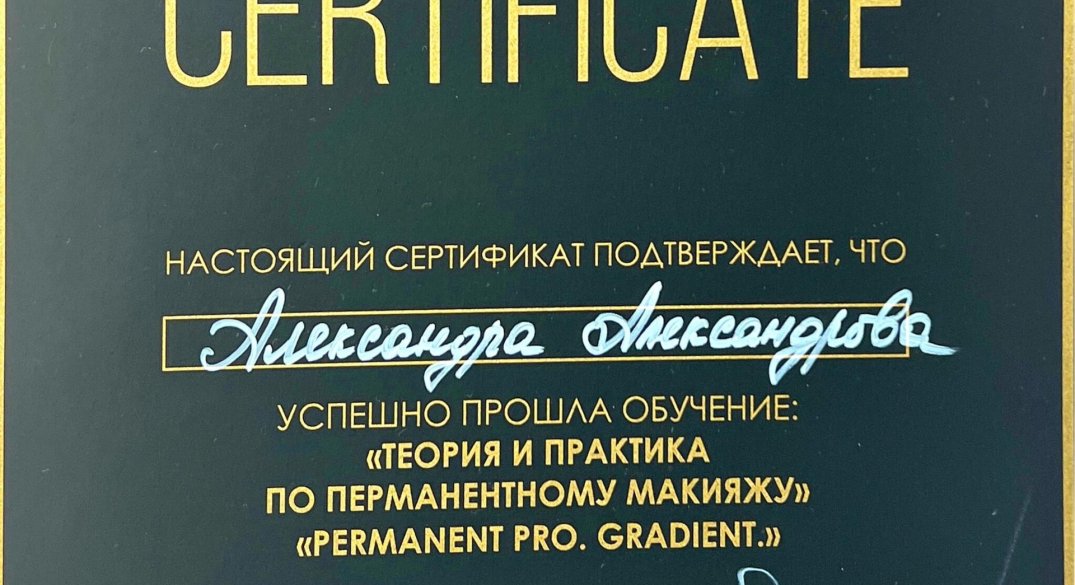 CERTIFICATE
НАСТОЯЩИЙ СЕРТИФИКАТ ПОДТВЕРЖДАЕТ, ЧТО
Александра Александрова
УСПЕШНО ПРОШЛА ОБУЧЕНИЕ:
«ТЕОРИЯ И ПРАКТИКА
ПО ПЕРМАНЕНТНОМУ МАКИЯЖУ»
«PERMANENT PRO. GRADIENT.»